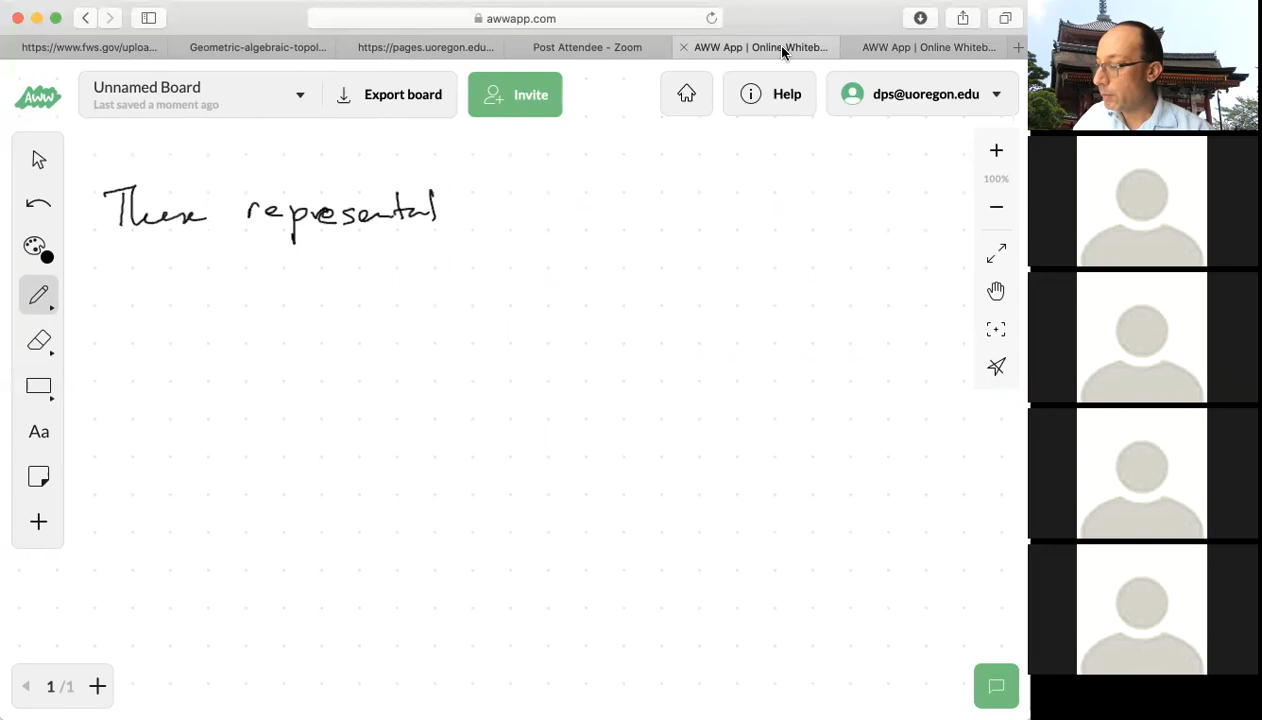 awwapp.com
https://www.fws.gov/uploa... Geometric-algebraic-topol... https://pages.uoregon.edu... Post Attendee - Zoom AWW App | Online Whiteb... AWW App | Online Whiteb...
AWW
Unnamed Board
Last saved a moment ago
Export board
Invite
Help
dps@uoregon.edu
100%
These representat
Aa
1 /1